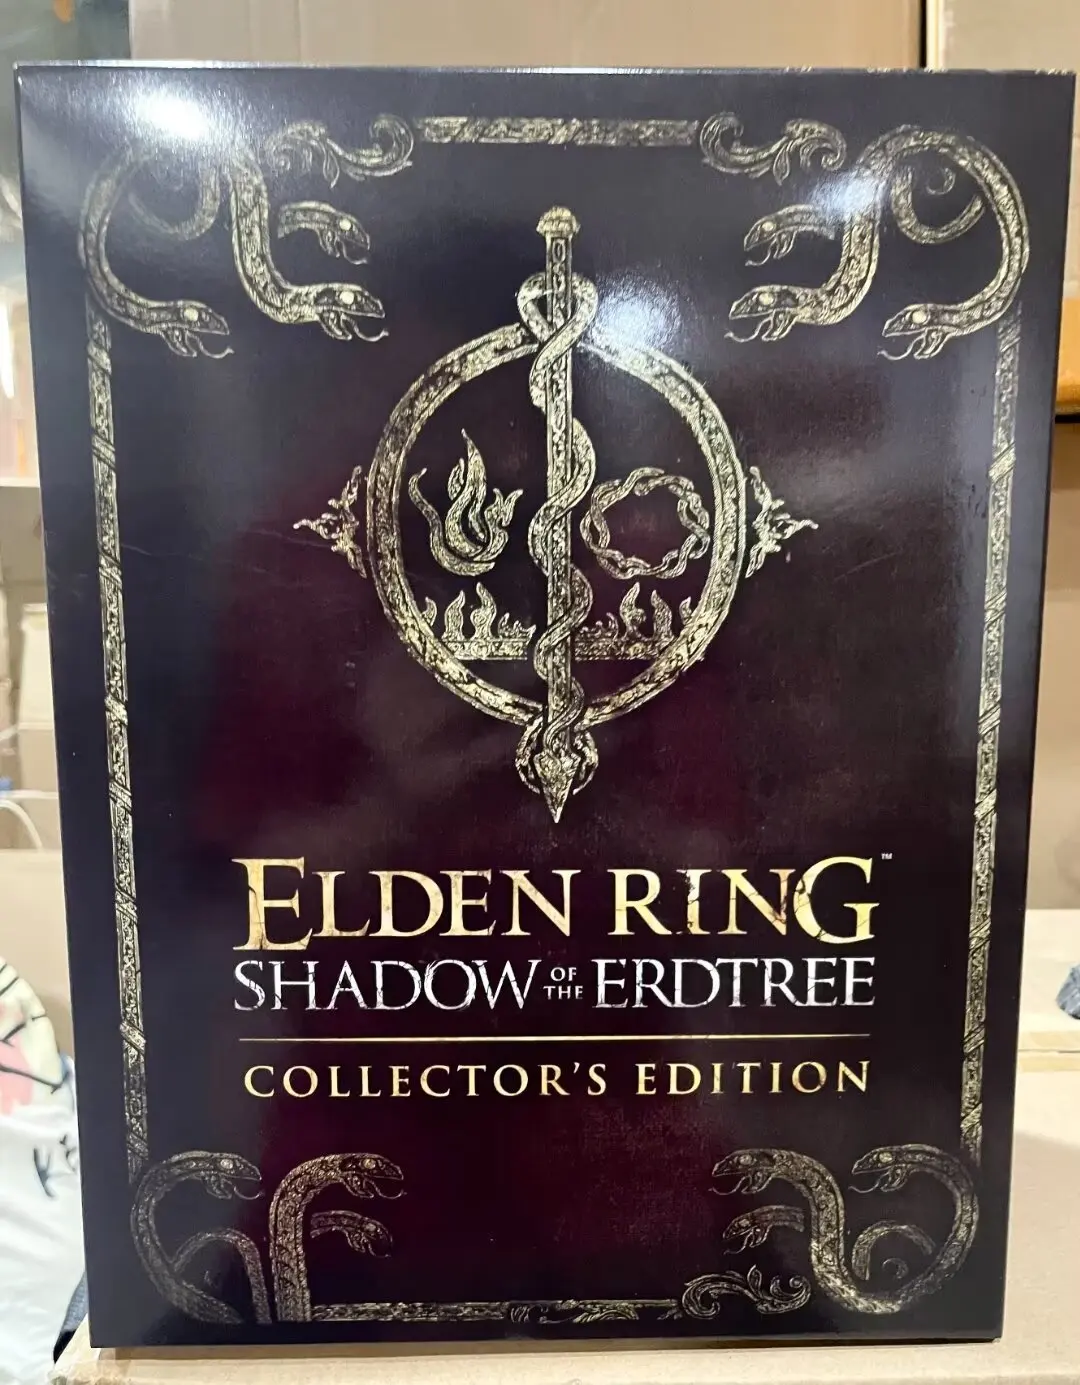 ELDEN RING™
SHADOW OF THE ERDTREE
COLLECTOR'S EDITION